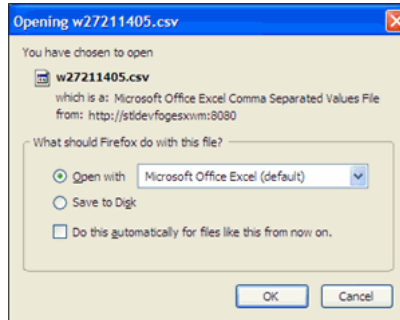 Opening w27211405.csv
You have chosen to open
w27211405.csv
which is a: Microsoft Office Excel Comma Separated Values File
from: http://stldevfogesxwm:8080
What should Firefox do with this file?
Open with
Microsoft Office Excel (default)
Save to Disk
Do this automatically for files like this from now on.
OK
Cancel